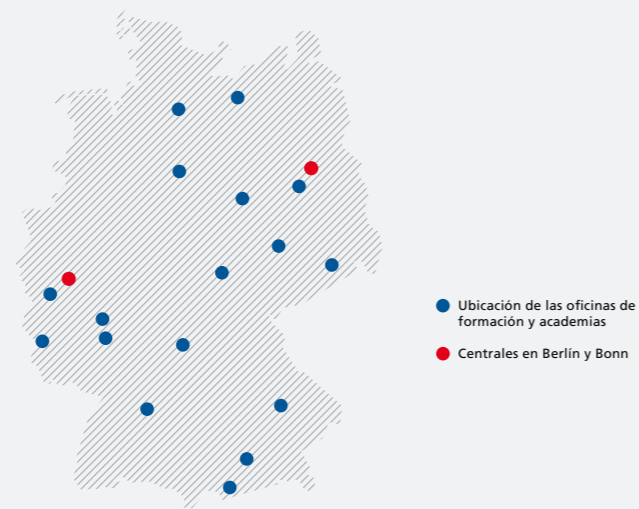 Ubicación de las oficinas de
formación y academias
Centrales en Berlín y Bonn